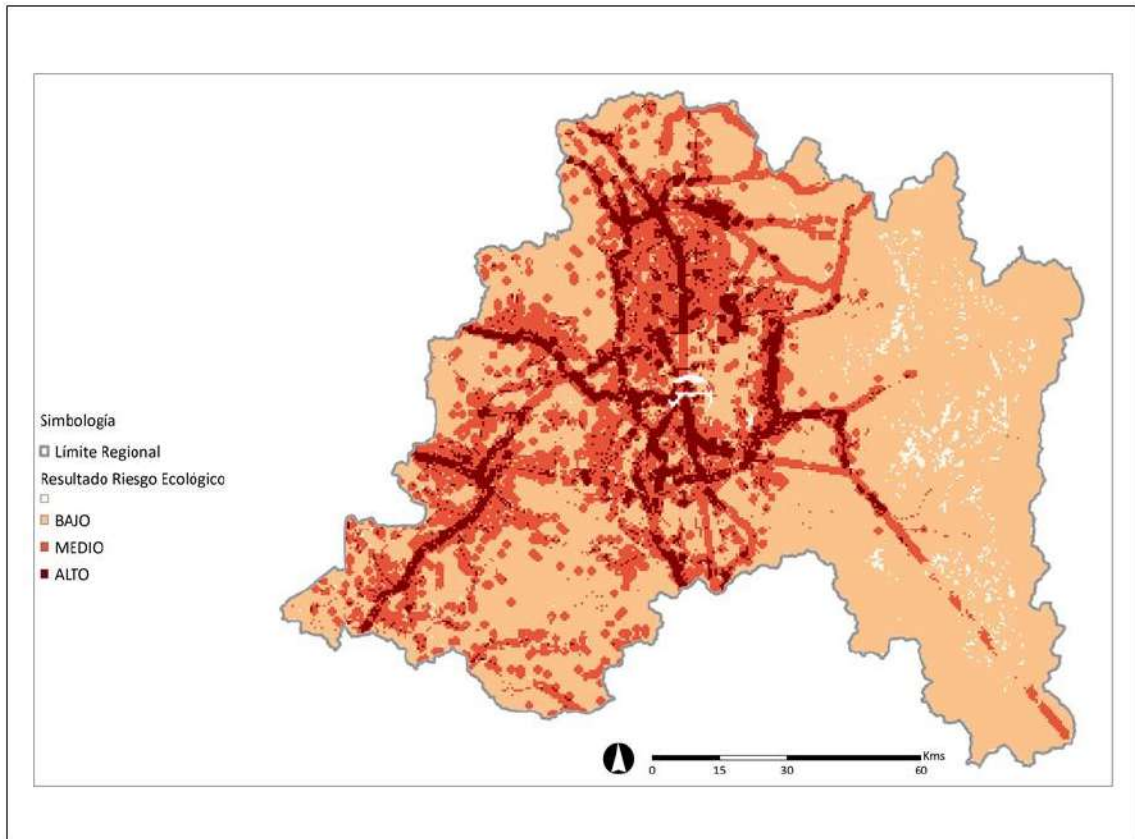 Simbología
Límite Regional
Resultado Riesgo Ecológico
BAJO
MEDIO
ALTO
Kms
0 15 30 60